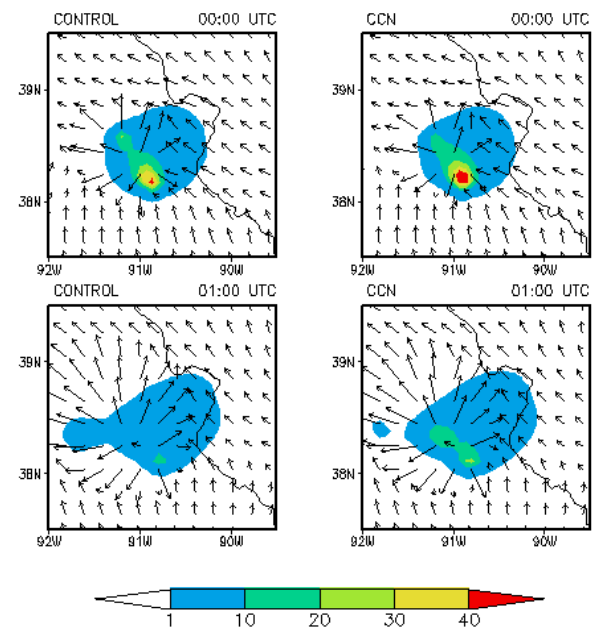 CONTROL 00:00 UTC
CCN 00:00 UTC
39N
38N
92W 91W 90W
39N
38N
92W 91W 90W
CONTROL 01:00 UTC
CCN 01:00 UTC
39N
38N
92W 91W 90W
39N
38N
92W 91W 90W
1 10 20 30 40